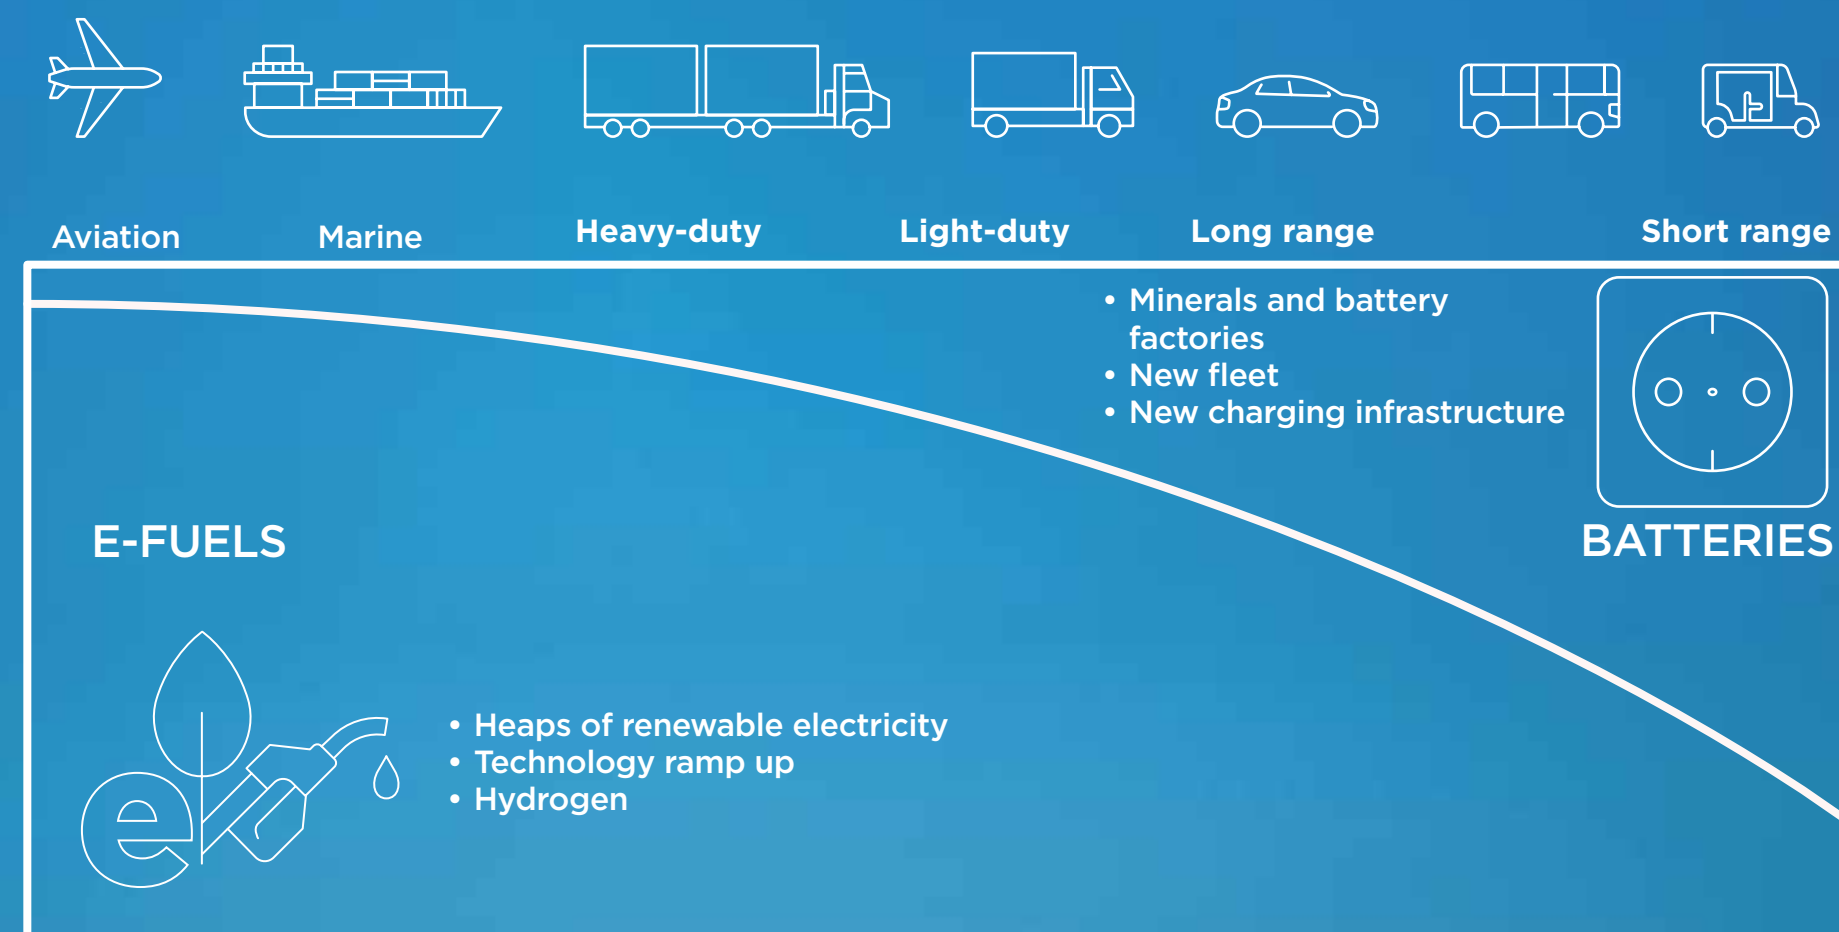 Aviation
Marine
Heavy-duty
Light-duty
Long range
Short range
• Minerals and battery
factories
• New fleet
• New charging infrastructure
E-FUELS
BATTERIES
• Heaps of renewable electricity
• Technology ramp up
• Hydrogen
e